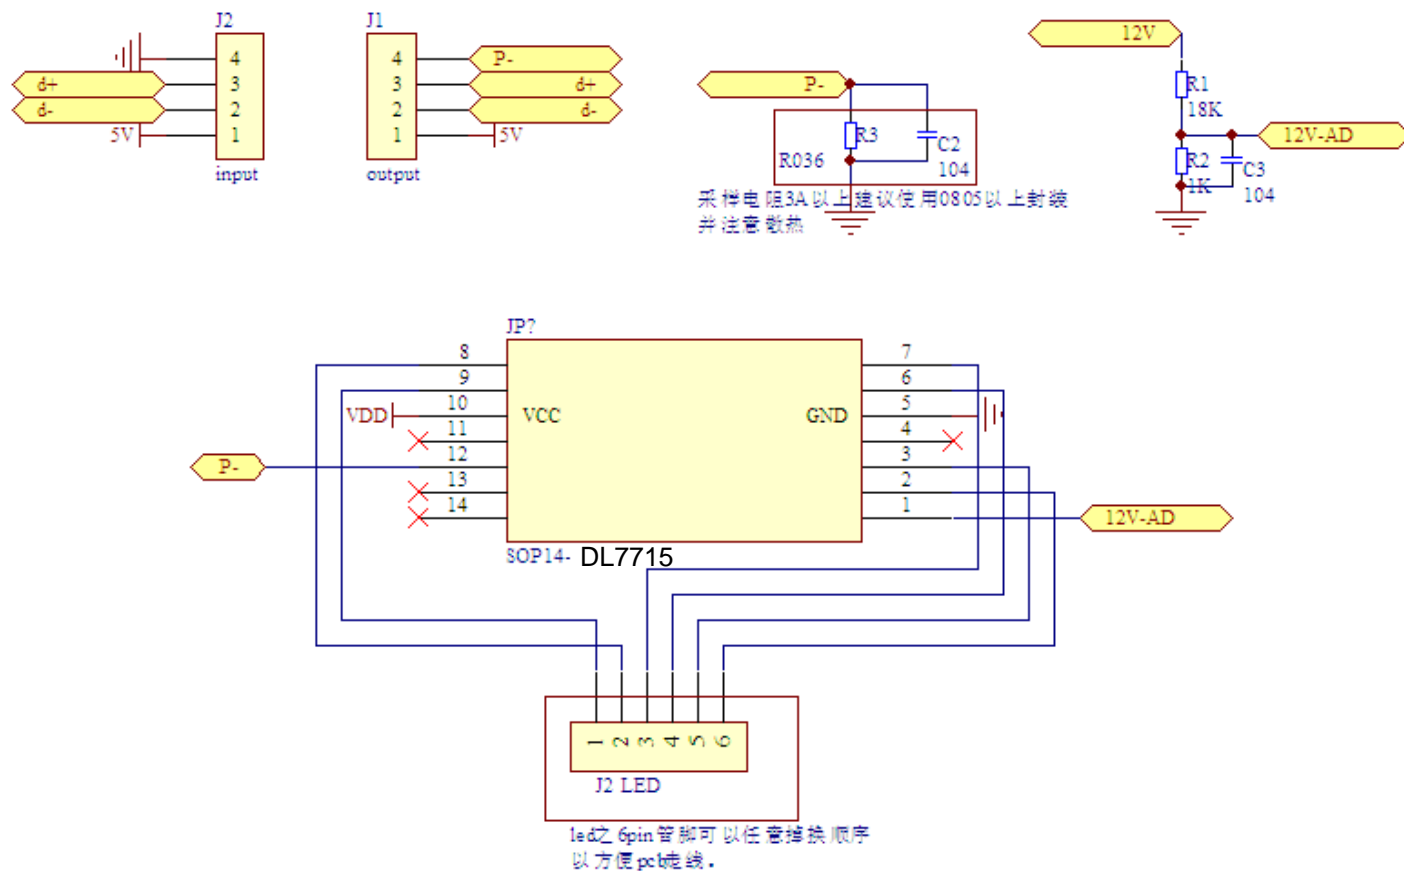 J2
4
3
2
1
d+
d-
5V
input
J1
4
3
2
1
P-
d+
d-
5V
output
P-
R3
R036
C2
104
采样电阻3A以上建议使用0805以上封装
并注意散热
12V
R1
18K
12V-AD
R2
1K
C3
104
JP?
8
9
10
11
12
13
14
VDD
VCC
P-
GND
7
6
5
4
3
2
1
12V-AD
SOP14- DL7715
1
2
3
4
5
6
J2 LED
led之 6pin管脚可以任意掉换顺序
以方便pcb走线。